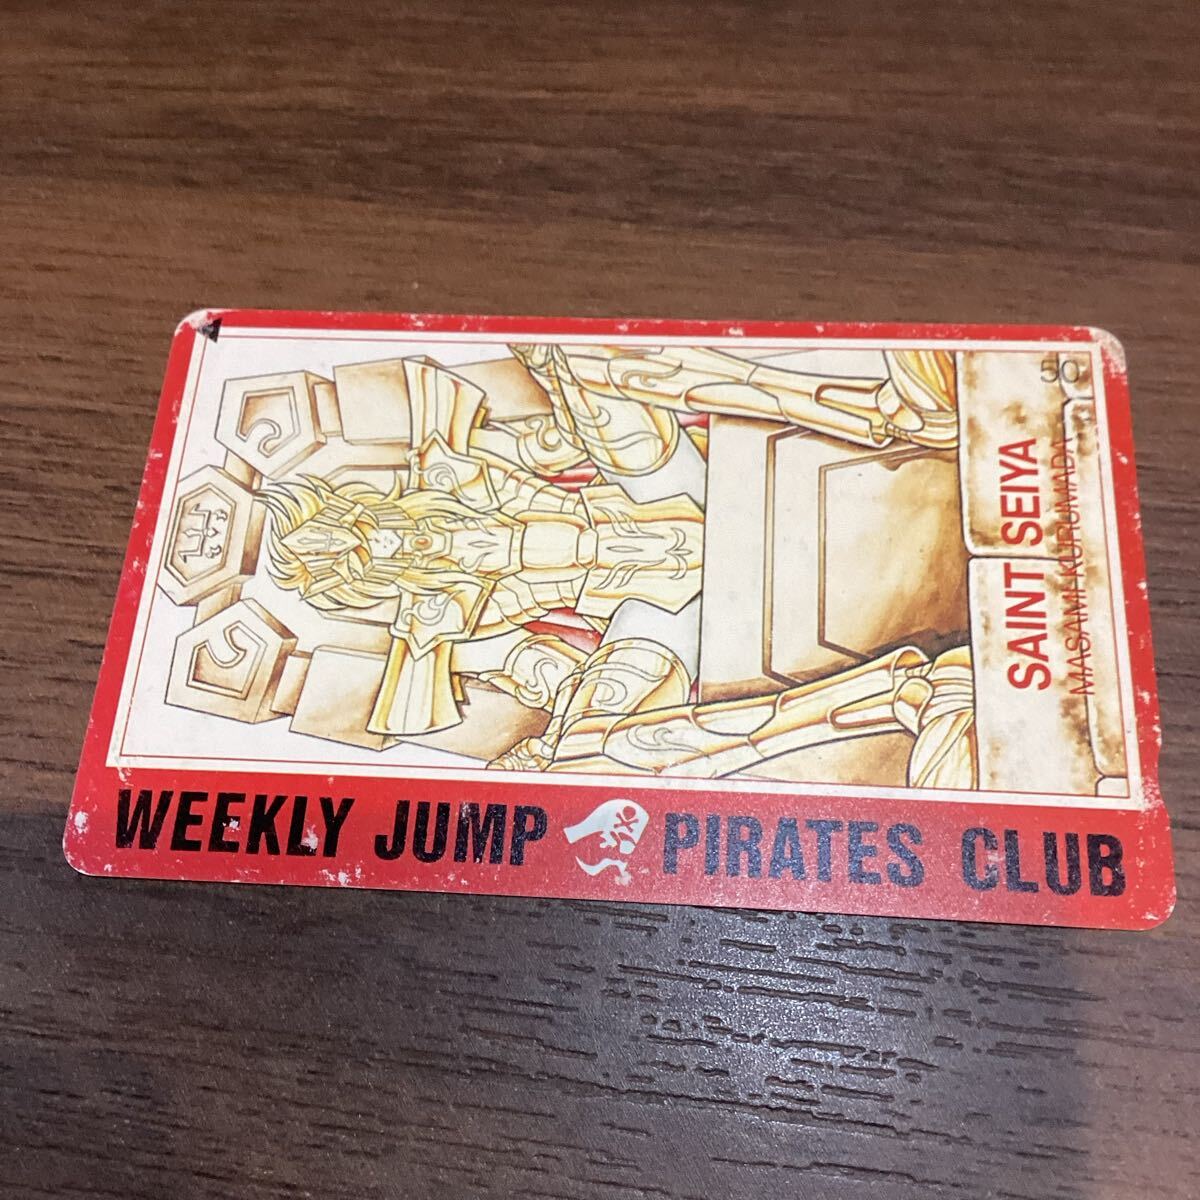 WEEKLY JUMP PIRATES CLUB
SAINT SEIYA
MASAMI KURUMADA
50